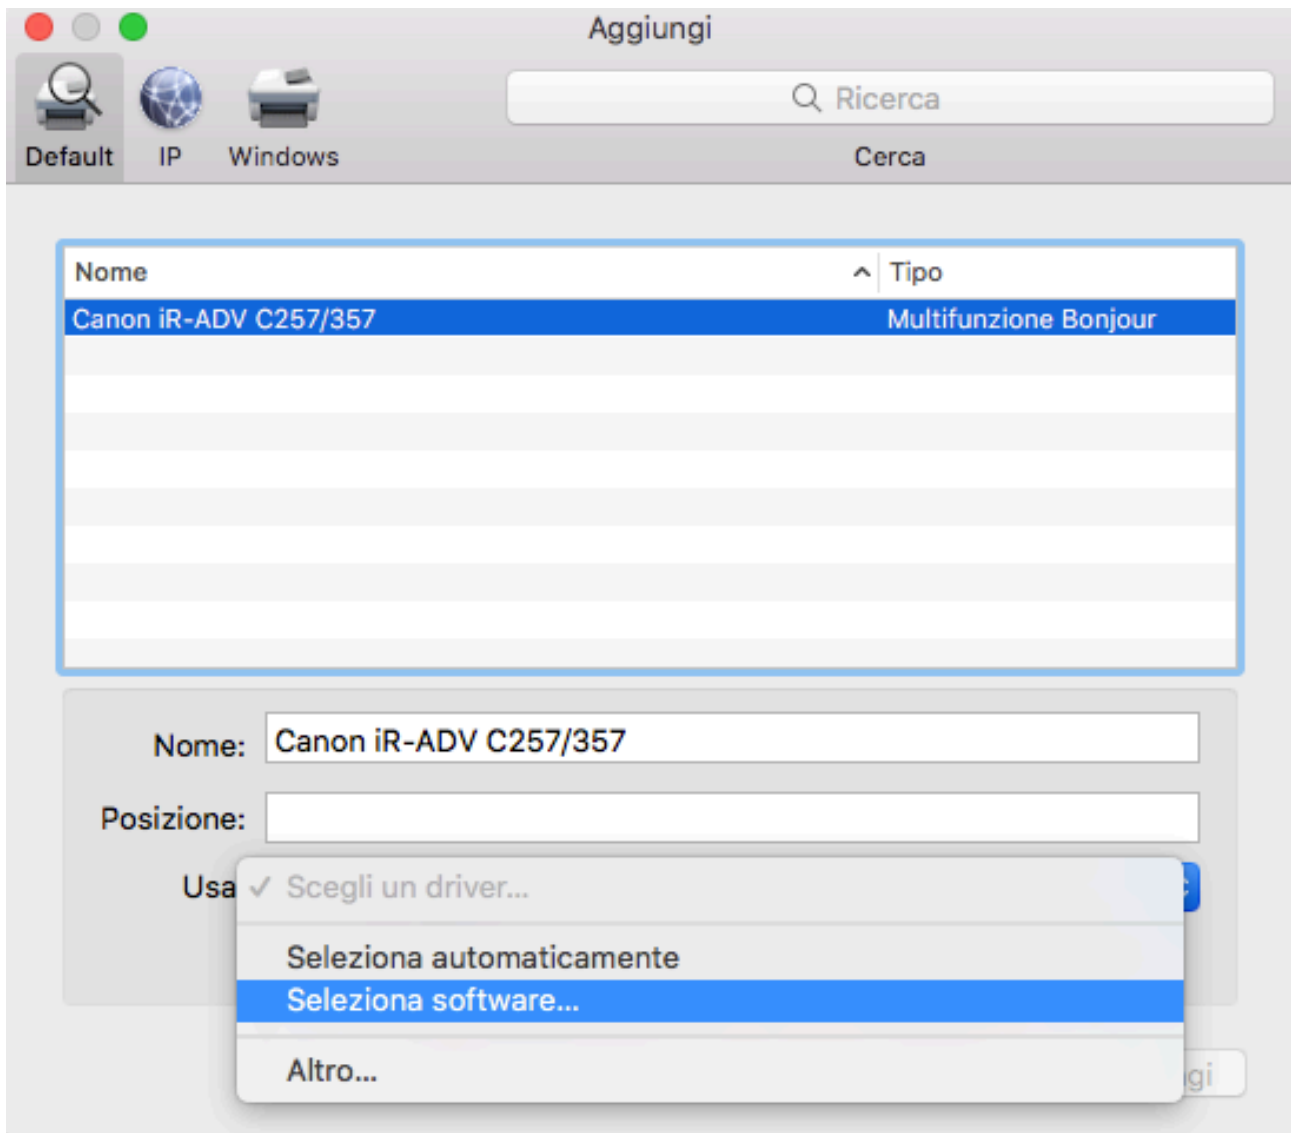 Aggiungi
Ricerca
Default IP Windows Cerca
Nome Tipo
Canon iR-ADV C257/357 Multifunzione Bonjour
Nome: Canon iR-ADV C257/357
Posizione:
Usa ✓ Scegli un driver...
Seleziona automaticamente
Seleziona software...
Altro...